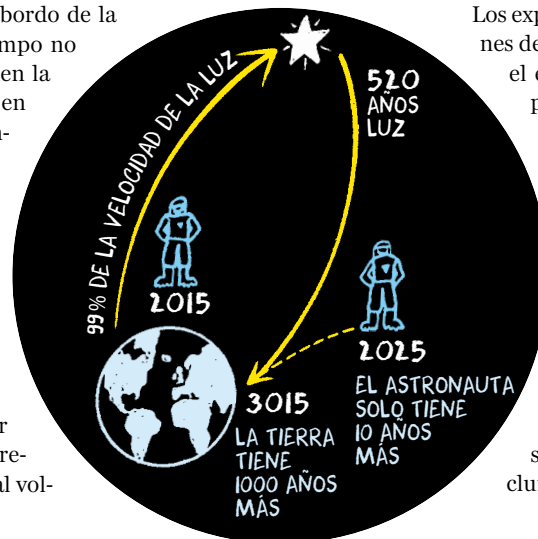 bordo de la
mpo no
en la
en
n-
r
re-
al vol-
99% DE LA VELOCIDAD DE LA LUZ
520
AÑOS
LUZ
2015
2025
EL ASTRONAUTA
SOLO TIENE
10 AÑOS
MÁS
3015
LA TIERRA
TIENE
1000 AÑOS
MÁS
Los exp
nes de
el c
p
s
clu